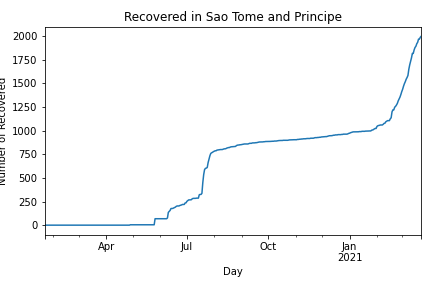 Recovered in Sao Tome and Principe
2000
1750
1500
1250
1000
750
500
250
0
Number of Recovered
Apr
Jul
Oct
Jan
2021
Day